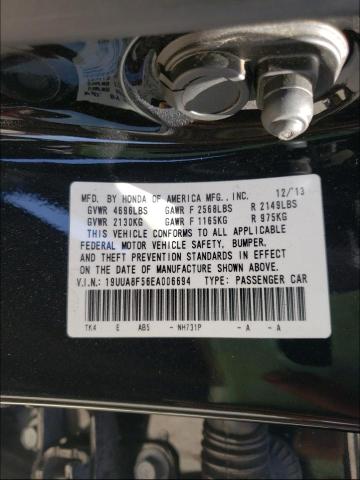 MFD. BY HONDA OF AMERICA MFG., INC. 12/13
GVWR 4696LBS GAWR F 2568LBS R 2149LBS
GVWR 2130KG GAWR F 1165KG R 975KG
THIS VEHICLE CONFORMS TO ALL APPLICABLE
FEDERAL MOTOR VEHICLE SAFETY, BUMPER,
AND THEFT PREVENTION STANDARDS IN EFFECT
ON THE DATE OF MANUFACTURE SHOWN ABOVE.
V.I.N.: 19UUA8F56EA006694 TYPE: PASSENGER CAR
TK4 E AB5 - NH731P - A - A